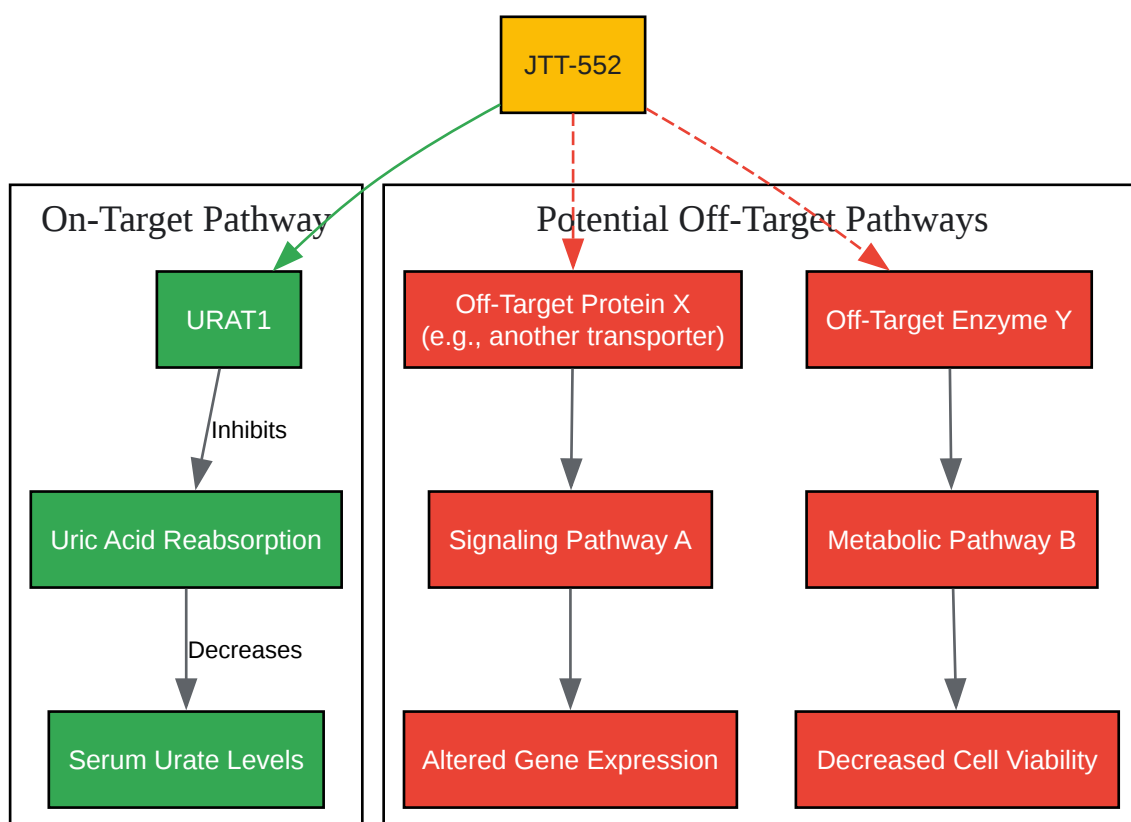 JTT-552
On-Target Pathway
Potential Off-Target Pathways
URAT1
Off-Target Protein X
(e.g., another transporter)
Off-Target Enzyme Y
Inhibits
Uric Acid Reabsorption
Signaling Pathway A
Metabolic Pathway B
Decreases
Serum Urate Levels
Altered Gene Expression
Decreased Cell Viability